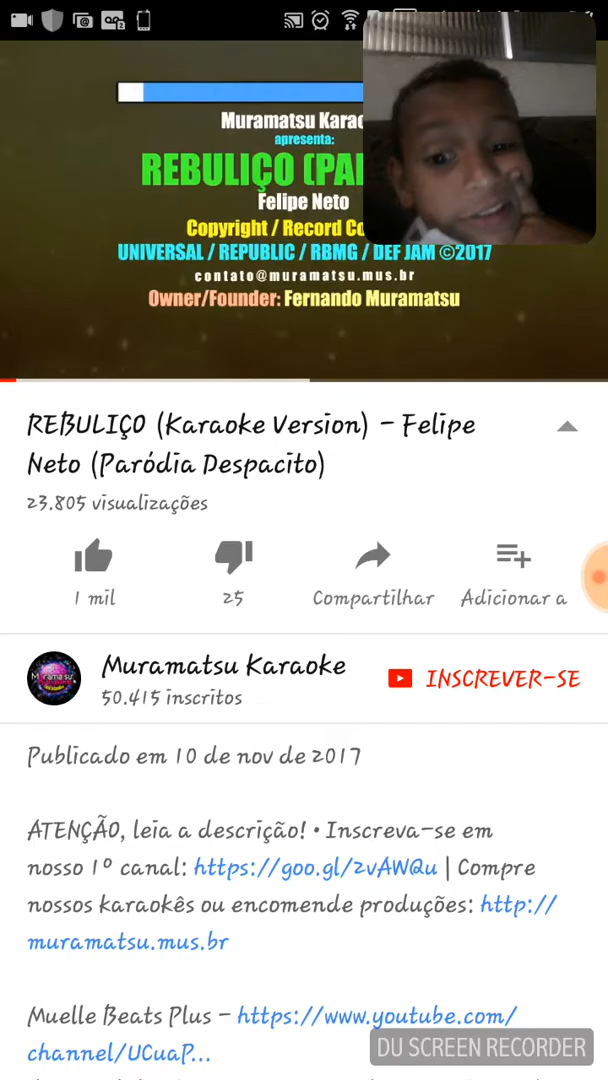 Muramatsu Karao
apresenta:
REBULIÇO (PA
Felipe Neto
Copyright / Record Co
UNIVERSAL / REPUBLIC / RBMG / DEF JAM ©2017
contato@muramatsu.mus.br
Owner/Founder: Fernando Muramatsu
REBULIÇO (Karaoke Version) – Felipe
Neto (Paródia Despacito)
23.805 visualizações
1 mil
25
Compartilhar
Adicionar a
Muramatsu Karaoke
INSCREVER-SE
50.415 inscritos
Publicado em 10 de nov de 2017
ATENÇÃO, leia a descrição! • Inscreva-se em
nosso 1º canal: https://goo.gl/2vAWQu | Compre
nossos karaokês ou encomende produções: http://
muramatsu.mus.br
Muelle Beats Plus – https://www.youtube.com/
channel/UCuaP...
DU SCREEN RECORDER